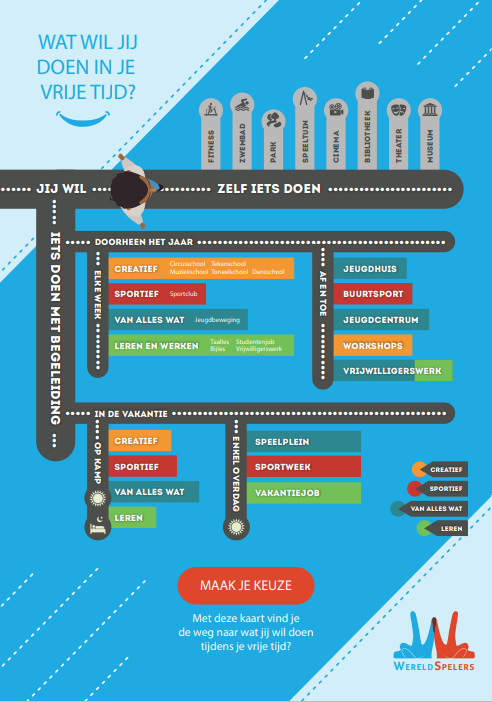 WAT WIL JIJ
DOEN IN JE
VRIJE TIJD?
FITNESS
ZWEMBAD
PARK
SPEELTUIN
CINEMA
BIBLIOTHEEK
THEATER
MUSEUM
JIJ WIL
ZELF IETS DOEN
IETS DOEN MET BEGELEIDING
DOORHEEN HET JAAR
ELKE WEEK
CREATIEF
Circusschool Tekenschool
Muziekschool Toneelschool Dansschool
SPORTIEF Sportclub
VAN ALLES WAT Jeugdbeweging
LEREN EN WERKEN
Taalles Studentenjob
Bijles Vrijwilligerswerk
AF EN TOE
JEUGDHUIS
BUURTSPORT
JEUGDCENTRUM
WORKSHOPS
VRIJWILLIGERSWERK
IN DE VAKANTIE
OP KAMP
CREATIEF
SPORTIEF
VAN ALLES WAT
LEREN
ENKEL OVERDAG
SPEELPLEIN
SPORTWEEK
VAKANTIEJOB
CREATIEF
SPORTIEF
VAN ALLES WAT
LEREN
MAAK JE KEUZE
Met deze kaart vind je
de weg naar wat jij wil doen
tijdens je vrije tijd?
WERELDSPELERS